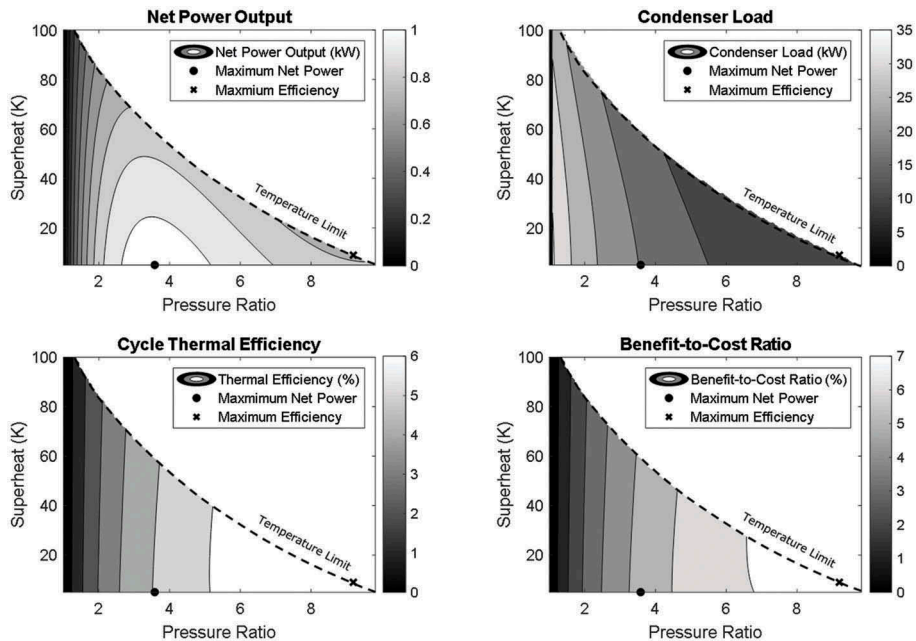 Net Power Output
100
80
60
40
20
Superheat (K)
2 4 6 8
Pressure Ratio
Net Power Output (kW)
Maximum Net Power
Maxmium Efficiency
Temperature Limit
1
0.8
0.6
0.4
0.2
0
Condenser Load
100
80
60
40
20
Superheat (K)
2 4 6 8
Pressure Ratio
Condenser Load (kW)
Maximum Net Power
Maximum Efficiency
Temperature Limit
35
30
25
20
15
10
5
0
Cycle Thermal Efficiency
100
80
60
40
20
Superheat (K)
2 4 6 8
Pressure Ratio
Thermal Efficiency (%)
Maxmimum Net Power
Maximum Efficiency
Temperature Limit
6
5
4
3
2
1
0
Benefit-to-Cost Ratio
100
80
60
40
20
Superheat (K)
2 4 6 8
Pressure Ratio
Benefit-to-Cost Ratio (%)
Maximum Net Power
Maximum Efficiency
Temperature Limit
7
6
5
4
3
2
1
0